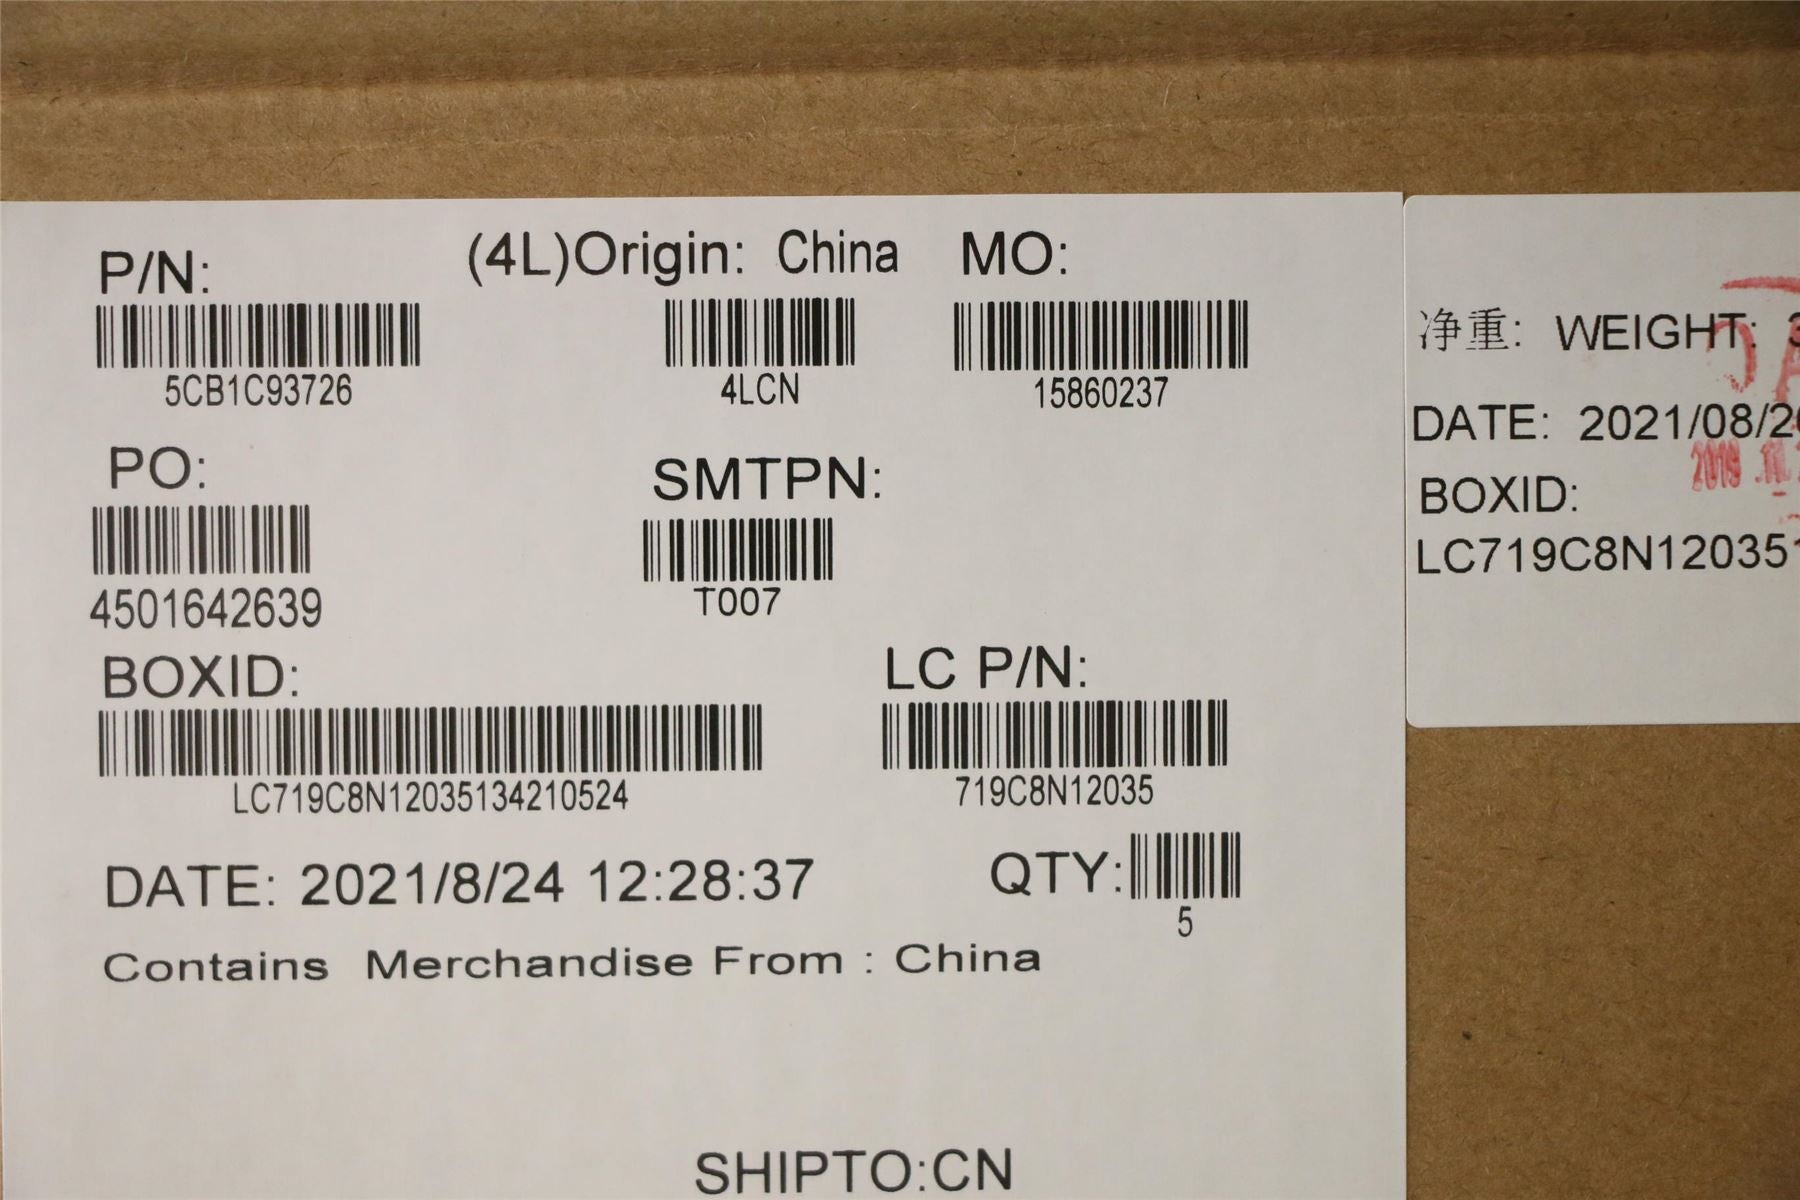 P/N:
(4L)Origin: China
MO:
5CB1C93726
4LCN
15860237
PO:
SMTPN:
4501642639
T007
BOXID:
LC P/N:
LC719C8N12035134210524
719C8N12035
DATE: 2021/8/24 12:28:37
QTY:
5
Contains Merchandise From : China
SHIPTO:CN
净重: WEIGHT:
DATE: 2021/08/2
BOXID:
LC719C8N12035
2019